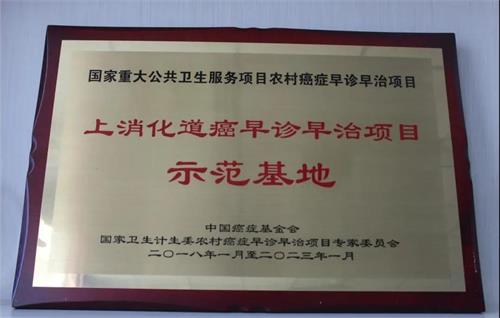 国家重大公共卫生服务项目农村癌症早诊早治项目
上消化道癌早诊早治项目
示范基地
中国癌症基金会
国家卫生计生委农村癌症早诊早治项目专家委员会
二〇一八年一月至二〇二三年一月